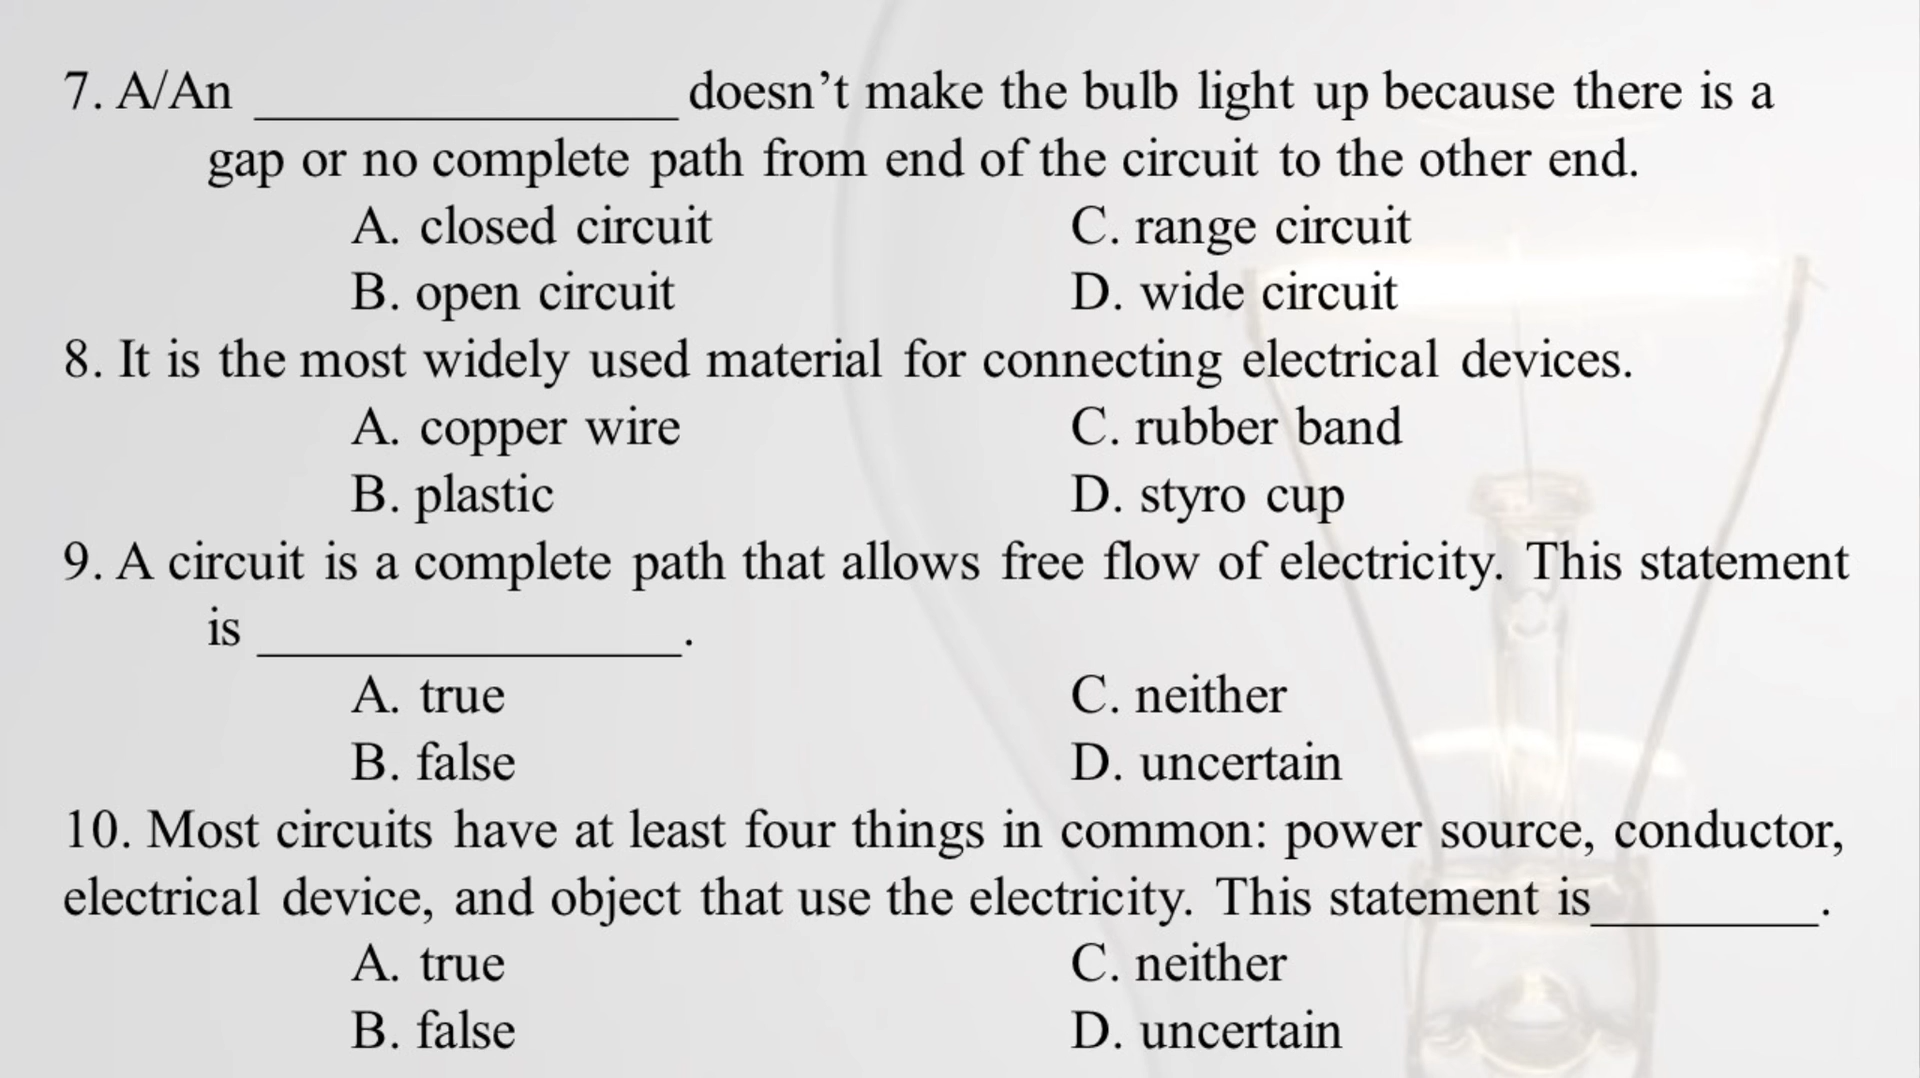 7. A/An ________________ doesn’t make the bulb light up because there is a
gap or no complete path from end of the circuit to the other end.
A. closed circuit C. range circuit
B. open circuit D. wide circuit
8. It is the most widely used material for connecting electrical devices.
A. copper wire C. rubber band
B. plastic D. styro cup
9. A circuit is a complete path that allows free flow of electricity. This statement
is ________________.
A. true C. neither
B. false D. uncertain
10. Most circuits have at least four things in common: power source, conductor,
electrical device, and object that use the electricity. This statement is_________.
A. true C. neither
B. false D. uncertain